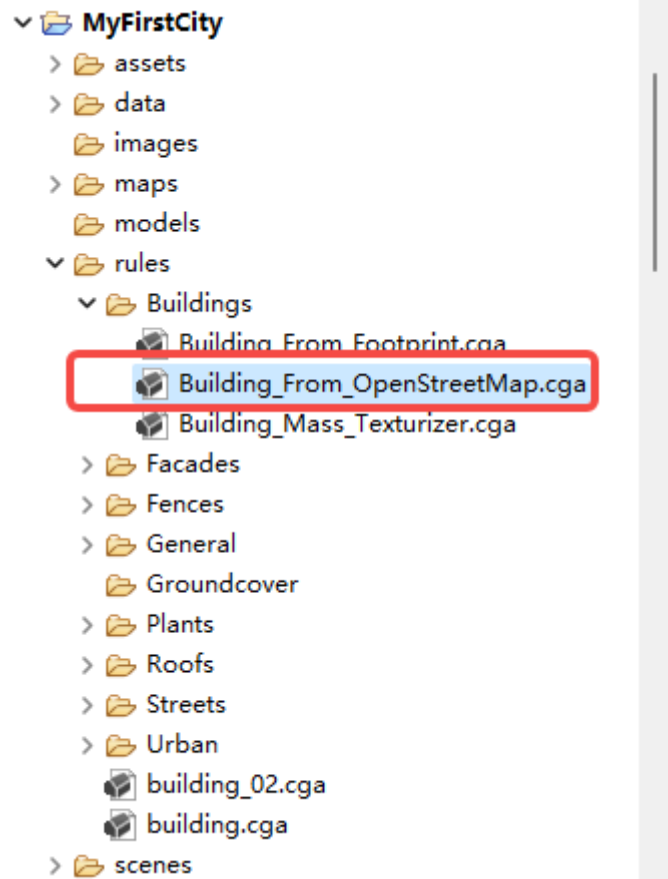 MyFirstCity
assets
data
images
maps
models
rules
Buildings
Building_From_Footprint.cga
Building_From_OpenStreetMap.cga
Building_Mass_Texturizer.cga
Facades
Fences
General
Groundcover
Plants
Roofs
Streets
Urban
building_02.cga
building.cga
scenes